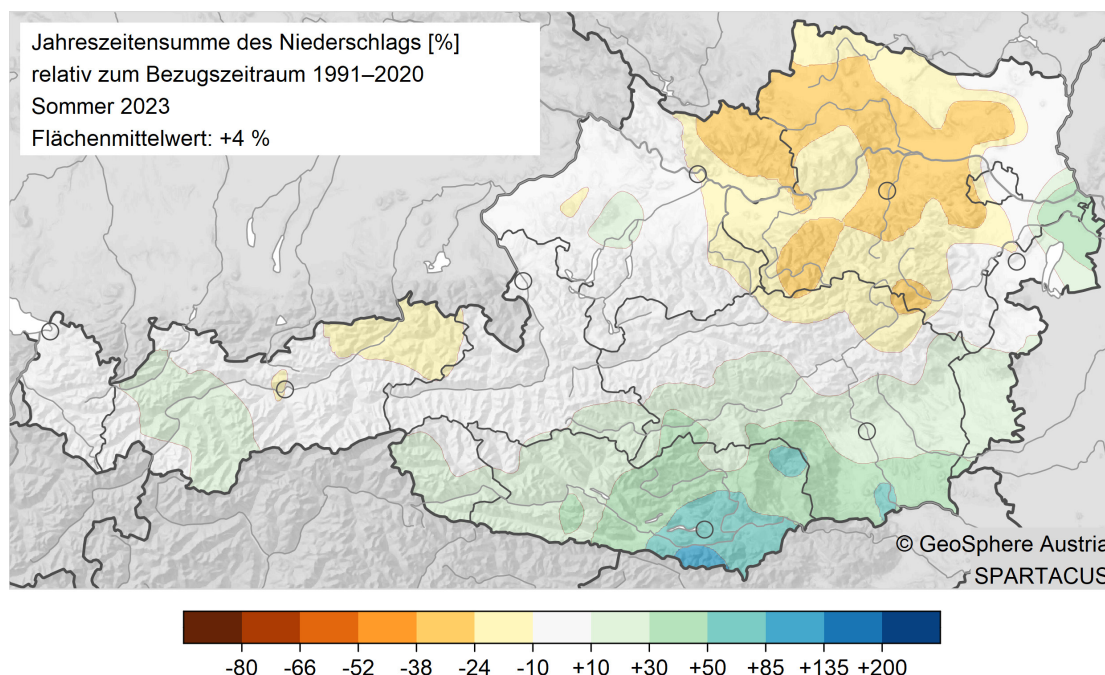 Jahreszeitensumme des Niederschlags [%]
relativ zum Bezugszeitraum 1991–2020
Sommer 2023
Flächenmittelwert: +4 %
© GeoSphere Austria
SPARTACUS
-80 -66 -52 -38 -24 -10 +10 +30 +50 +85 +135 +200